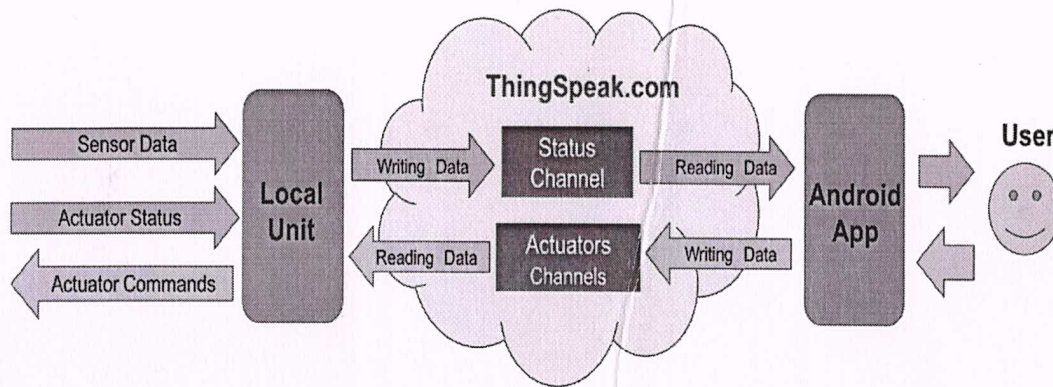 ThingSpeak.com
Sensor Data
Actuator Status
Actuator Commands
Local
Unit
Writing Data
Reading Data
Status
Channel
Actuators
Channels
Reading Data
Writing Data
Android
App
User